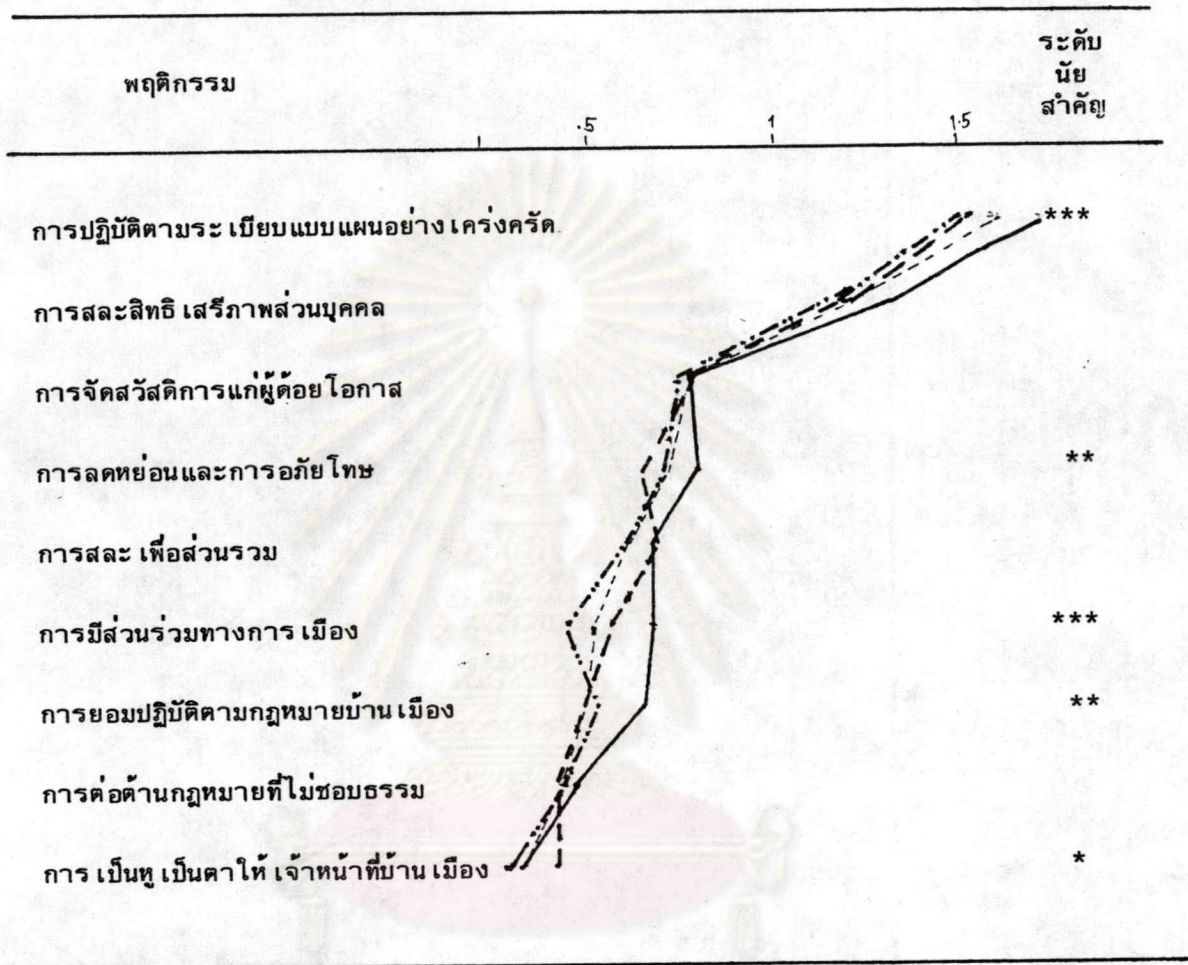 พฤติกรรม
ระดับ
นัย
สำคัญ
.5 1 1.5
การปฏิบัติตามระเบียบแบบแผนอย่างเคร่งครัด ***
การสละสิทธิเสรีภาพส่วนบุคคล
การจัดสวัสดิการแก่ผู้ด้อยโอกาส
การลดหย่อนและการอภัยโทษ **
การสละเพื่อส่วนรวม
การมีส่วนร่วมทางการเมือง ***
การยอมปฏิบัติตามกฎหมายบ้านเมือง **
การต่อต้านกฎหมายที่ไม่ชอบธรรม
การเป็นหูเป็นตาให้เจ้าหน้าที่บ้านเมือง *